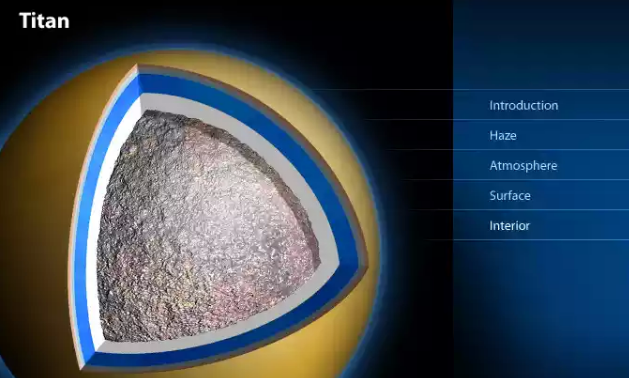 Titan
Introduction
Haze
Atmosphere
Surface
Interior